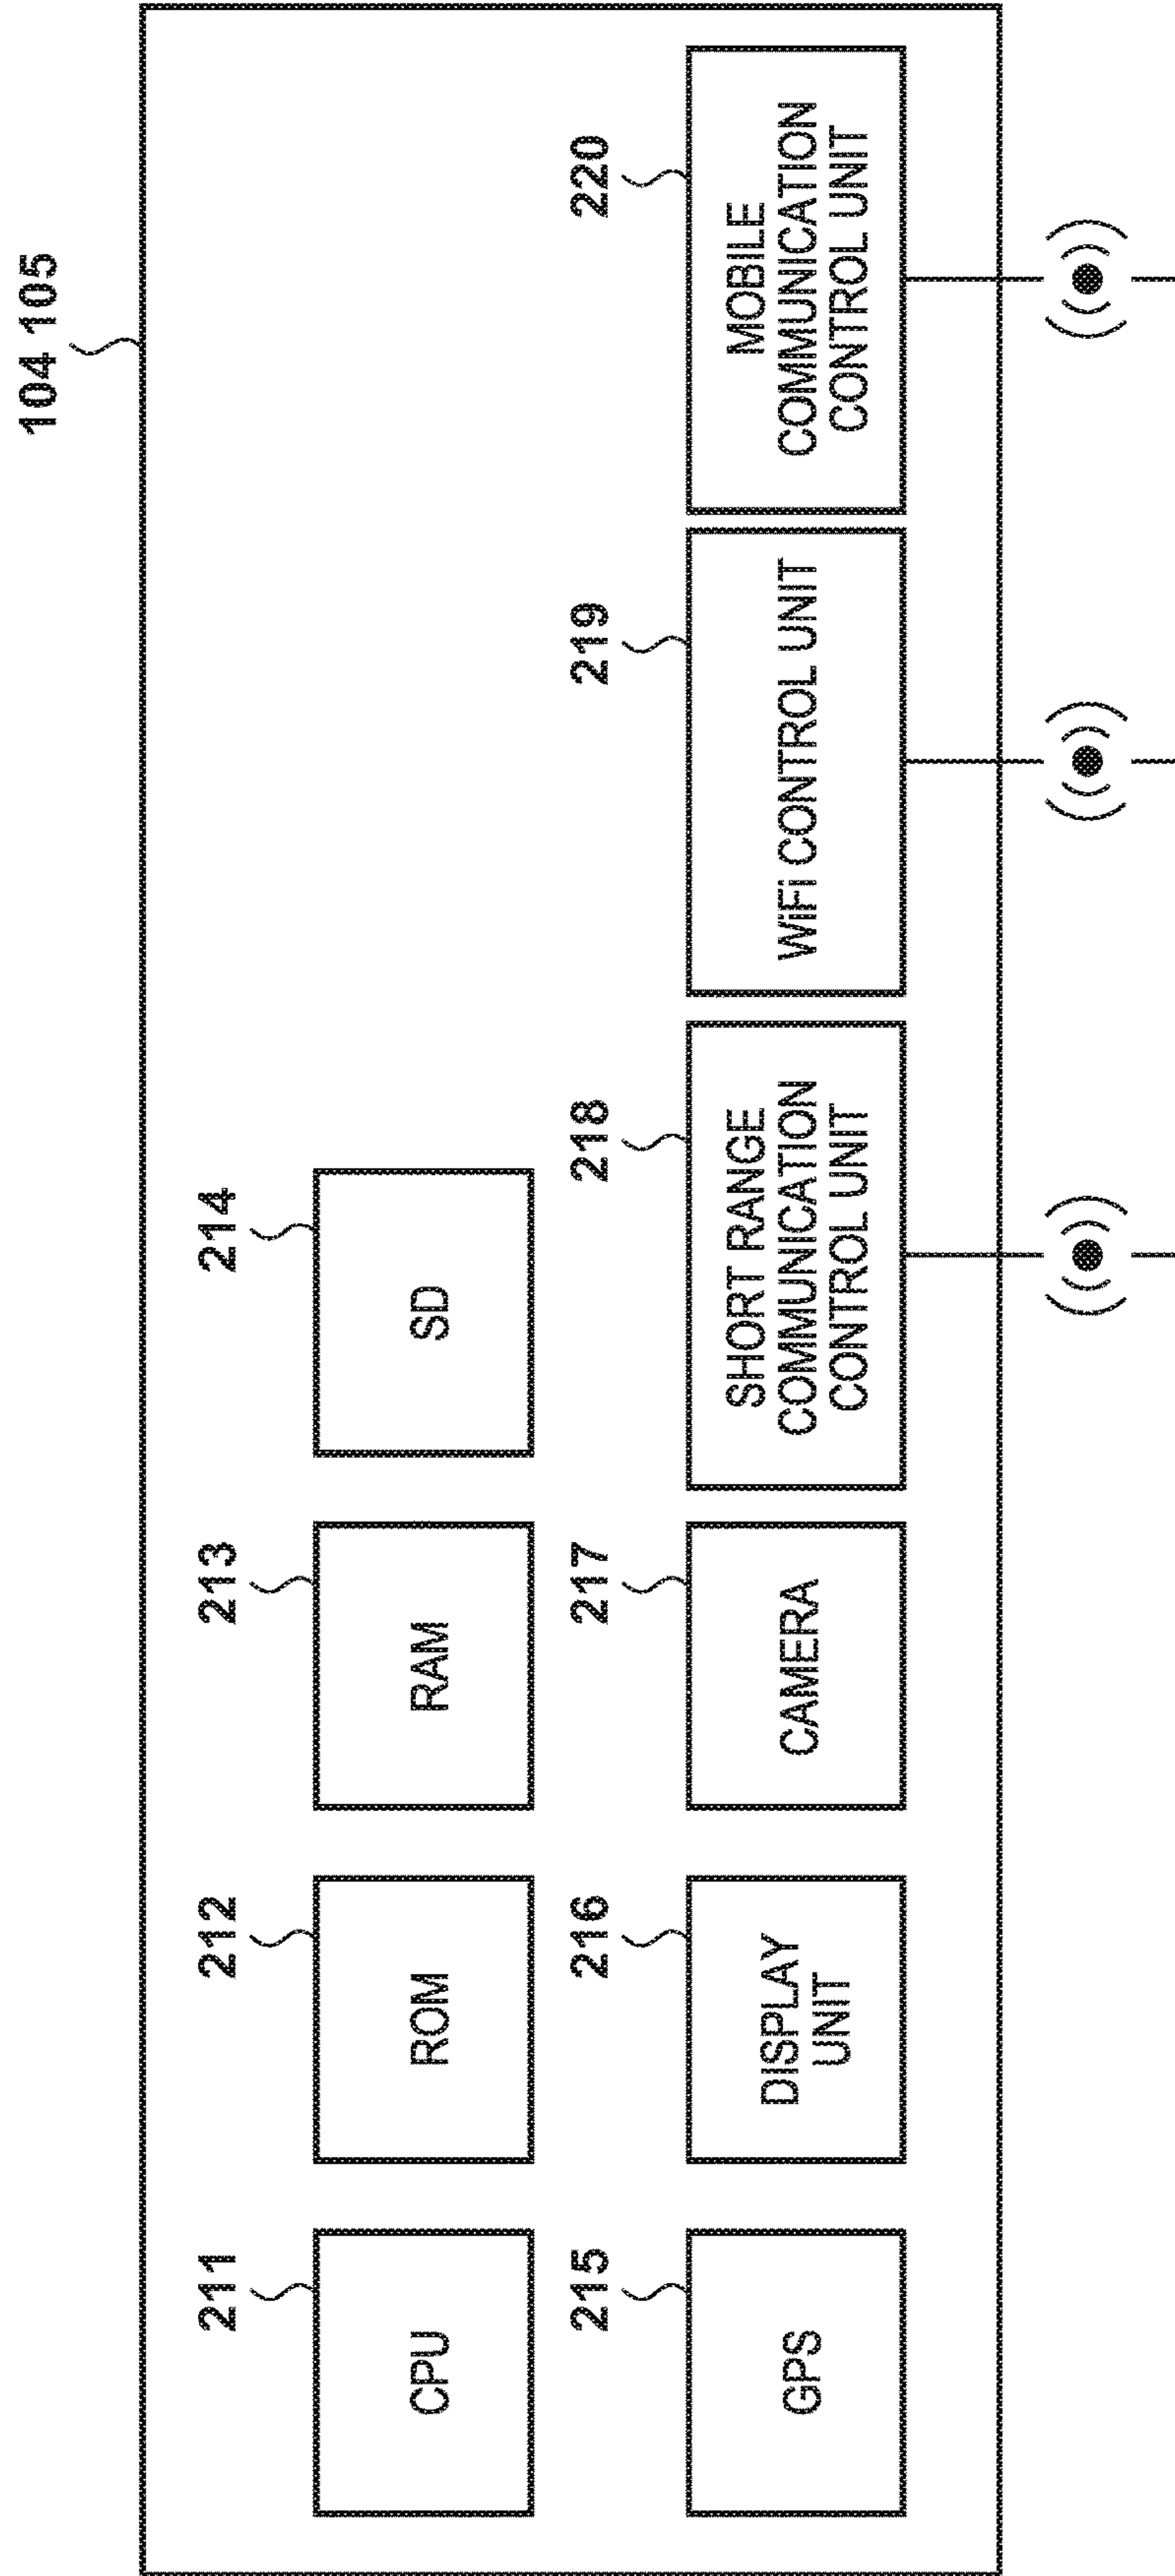 104 105
211
CPU
212
ROM
213
RAM
214
SD
215
GPS
216
DISPLAY
UNIT
217
CAMERA
218
SHORT RANGE
COMMUNICATION
CONTROL UNIT
219
WiFi CONTROL UNIT
220
MOBILE
COMMUNICATION
CONTROL UNIT